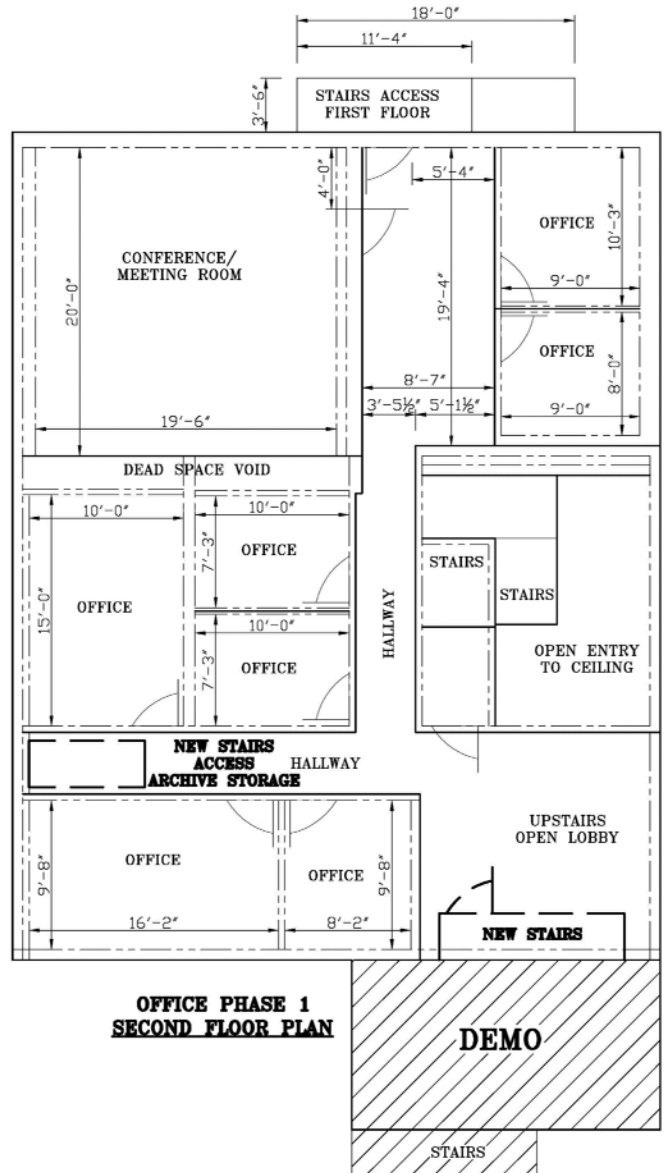 18'-0"
11'-4"
3'-6"
STAIRS ACCESS
FIRST FLOOR
4'-0"
5'-4"
20'-0"
CONFERENCE/
MEETING ROOM
19'-4"
OFFICE
10'-3"
9'-0"
OFFICE
8'-0"
9'-0"
8'-7"
3'-5½"
5'-1½"
19'-6"
DEAD SPACE VOID
10'-0"
10'-0"
15'-0"
OFFICE
7'-3"
OFFICE
10'-0"
7'-3"
OFFICE
HALLWAY
STAIRS
STAIRS
OPEN ENTRY
TO CEILING
NEW STAIRS
ACCESS
ARCHIVE STORAGE
HALLWAY
UPSTAIRS
OPEN LOBBY
9'-8"
OFFICE
16'-2"
OFFICE
9'-8"
8'-2"
NEW STAIRS
OFFICE PHASE 1
SECOND FLOOR PLAN
DEMO
STAIRS